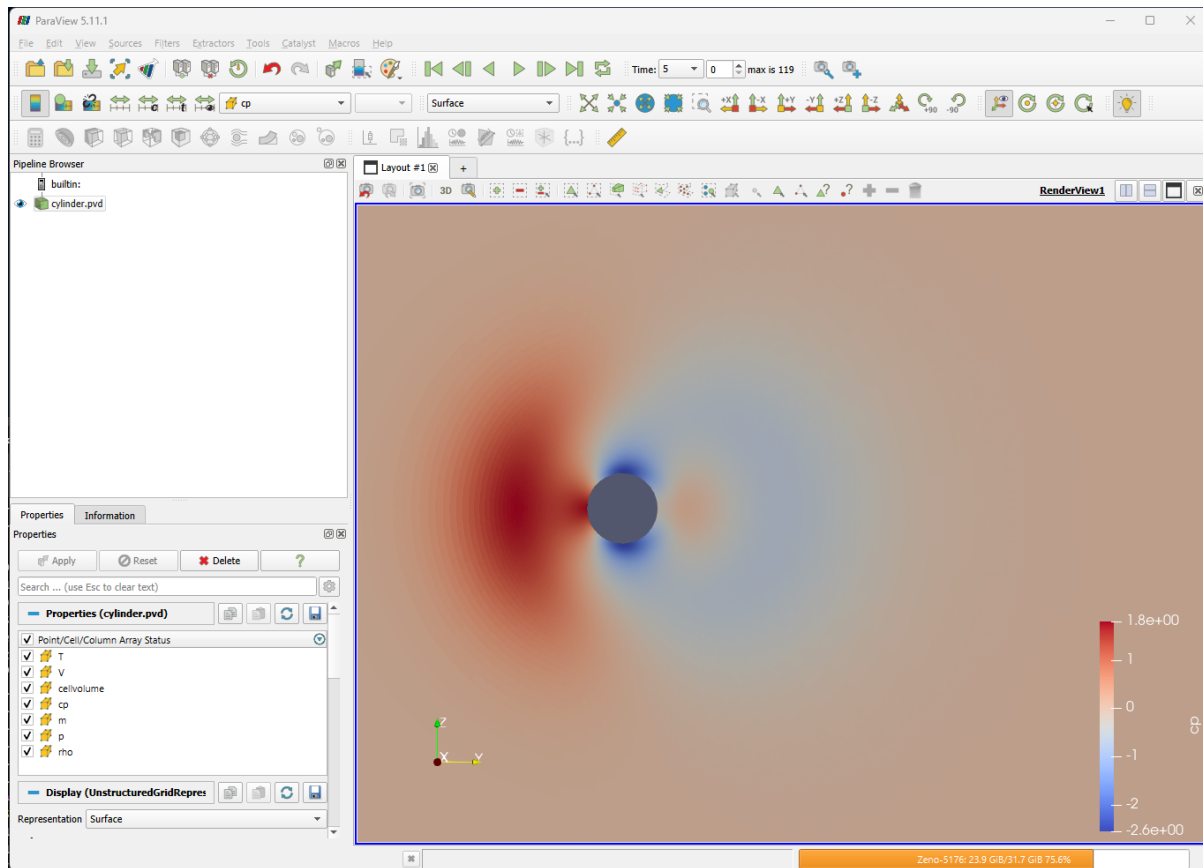 ParaView 5.11.1
File Edit View Sources Filters Extractors Tools Catalyst Macros Help
Time: 5 0 max is 119
cp Surface +X -X +Y -Y +Z -Z +90 -90
{...}
Pipeline Browser
builtin:
cylinder.pvd
Layout #1 +
3D RenderView1
Properties Information
Properties
Apply Reset Delete ?
Search ... (use Esc to clear text)
Properties (cylinder.pvd)
Point/Cell/Column Array Status
T
V
cellvolume
cp
m
p
rho
Display (UnstructuredGridRepres
Representation Surface
Z
X Y
1.8e+00
1
0
-1
-2
-2.6e+00
cp
Zeno-5176: 23.9 GiB/31.7 GiB 75.6%